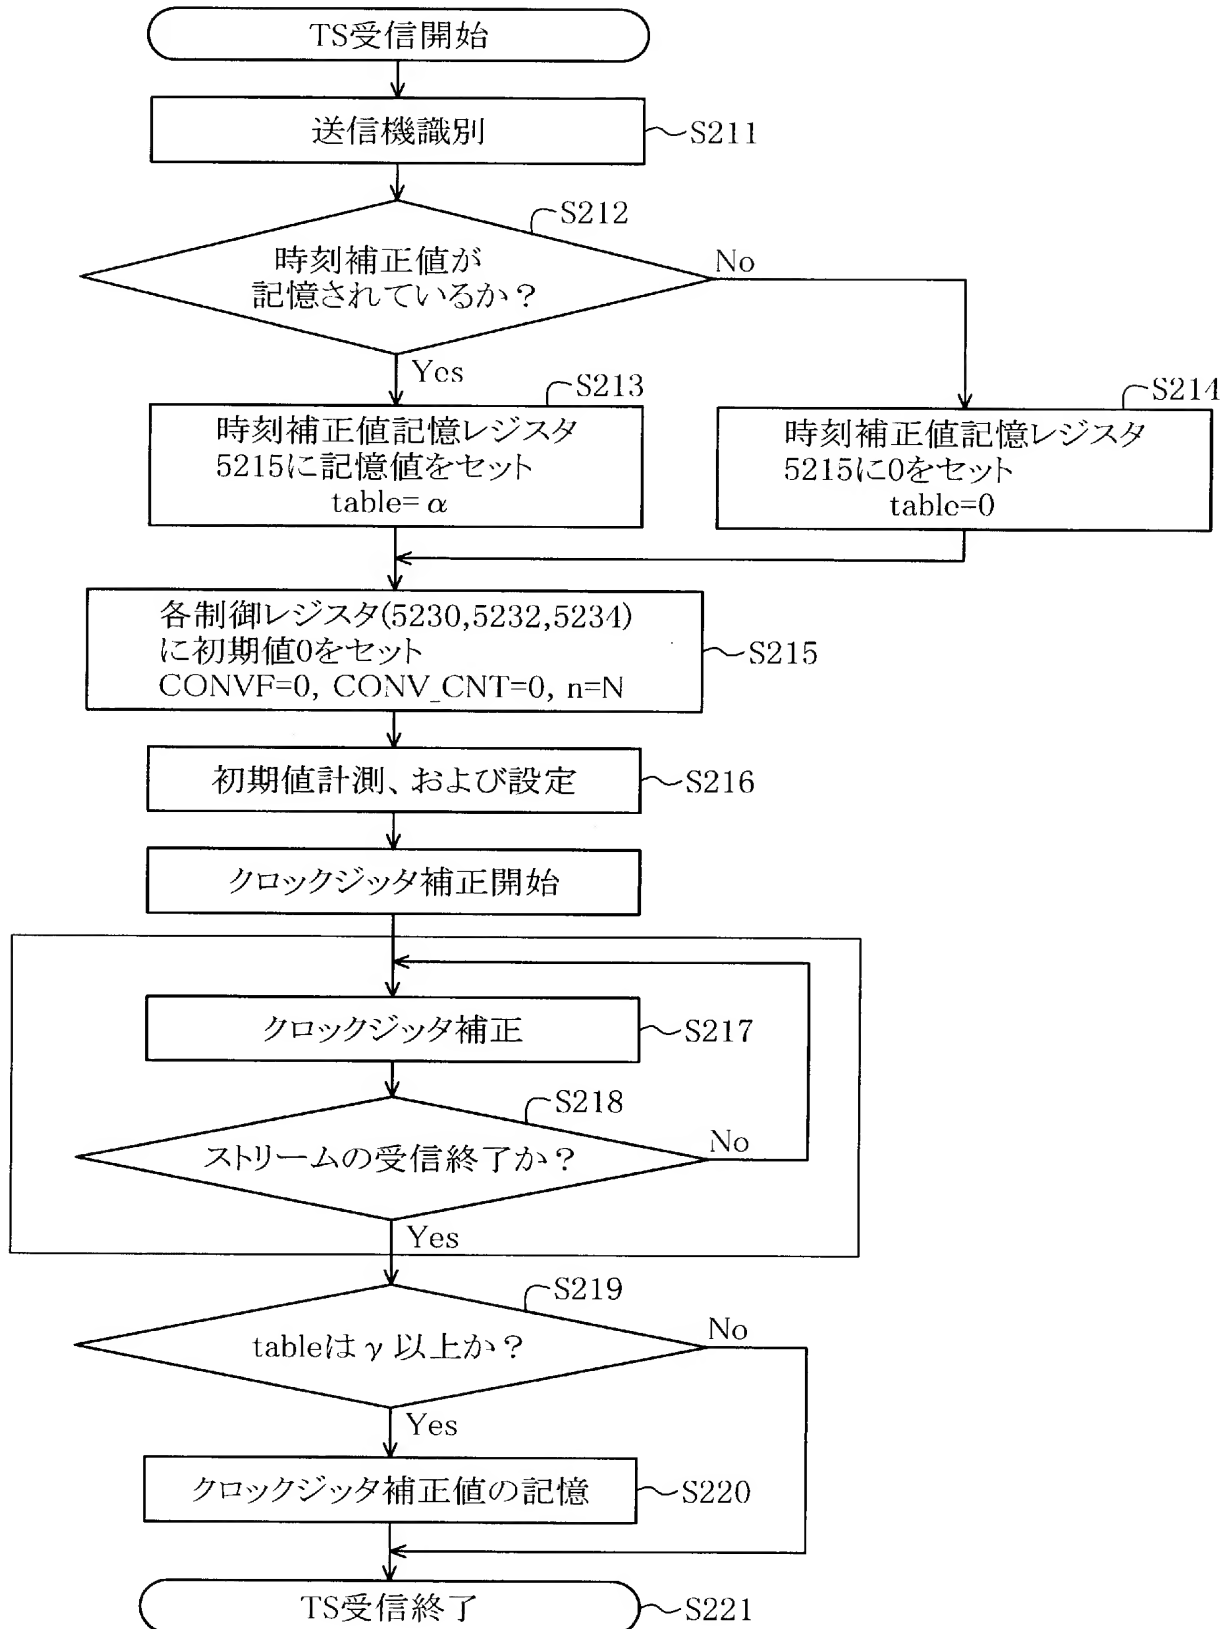 TS受信開始
送信機識別
S211
S212
時刻補正値が
記憶されているか?
No
Yes
S213
時刻補正値記憶レジスタ
5215に記憶値をセット
table=α
S214
時刻補正値記憶レジスタ
5215に0をセット
table=0
各制御レジスタ(5230,5232,5234)
に初期値0をセット
CONVF=0, CONV_CNT=0, n=N
S215
初期値計測、および設定
S216
クロックジッタ補正開始
クロックジッタ補正
S217
S218
ストリームの受信終了か?
No
Yes
S219
tableはγ以上か?
No
Yes
クロックジッタ補正値の記憶
S220
TS受信終了
S221